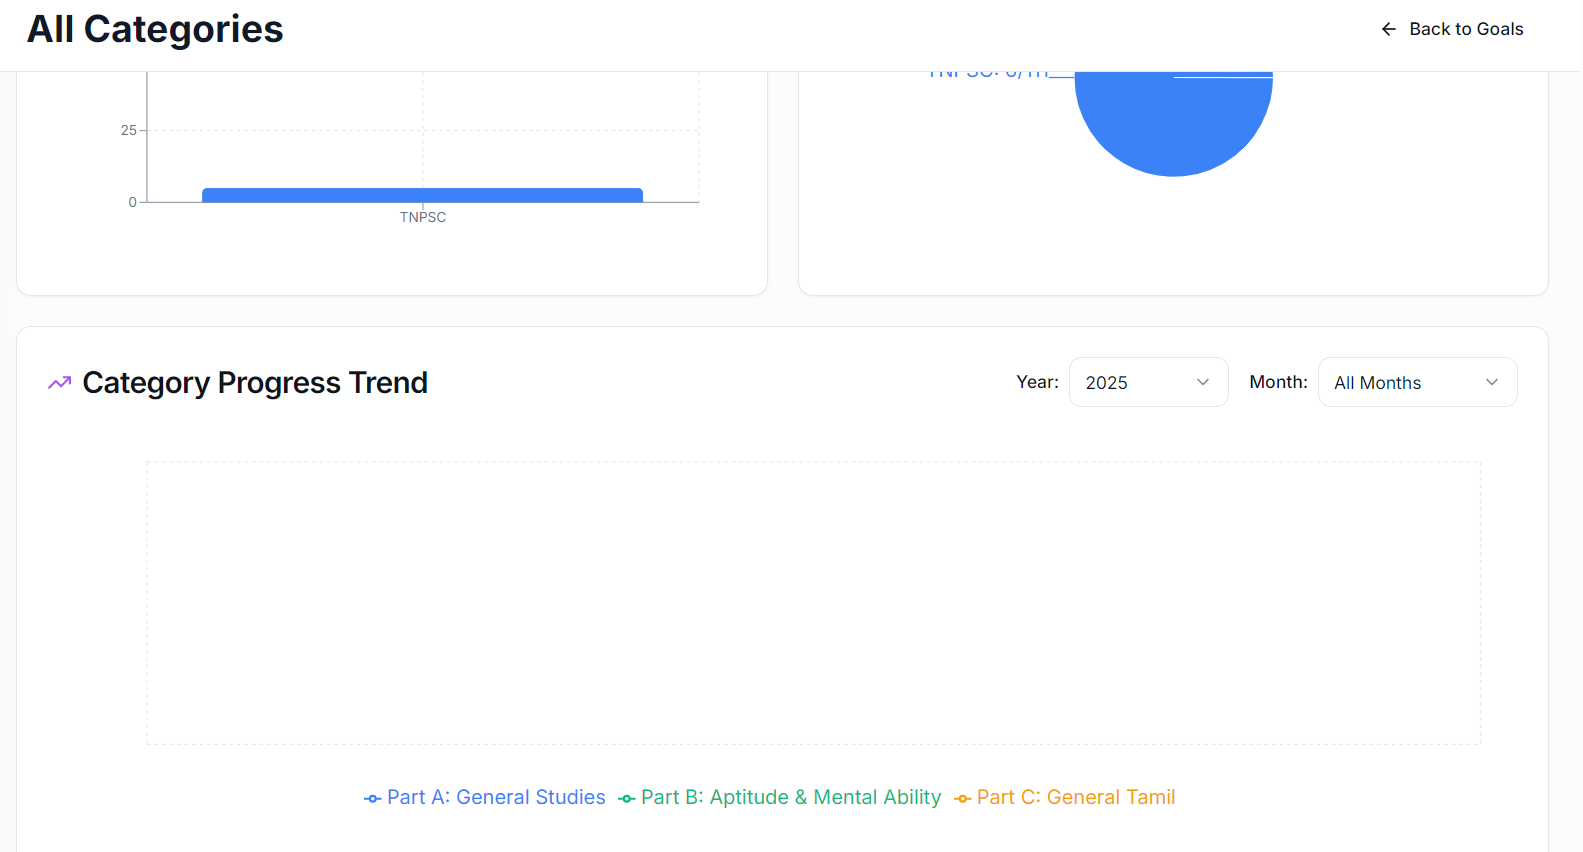 All Categories
Back to Goals
25
0
TNPSC
Category Progress Trend
Year:
2025
Month:
All Months
Part A: General Studies
Part B: Aptitude & Mental Ability
Part C: General Tamil